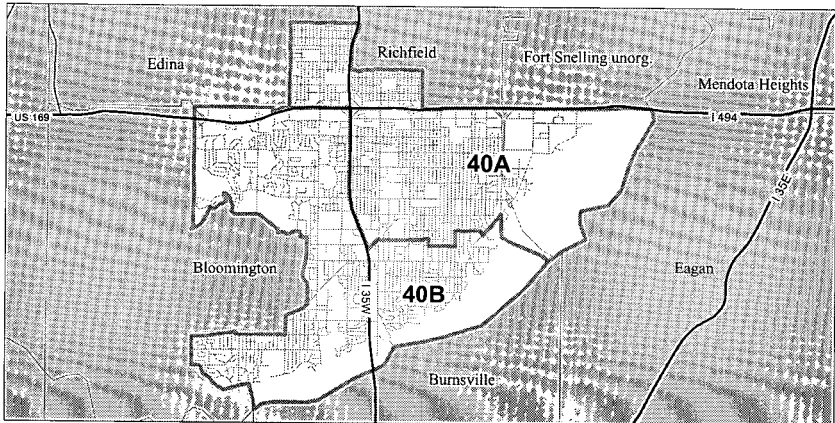 Edina
Richfield
Fort Snelling unorg.
Mendota Heights
US 169
I 494
40A
I 35E
Bloomington
I 35W
40B
Eagan
Burnsville